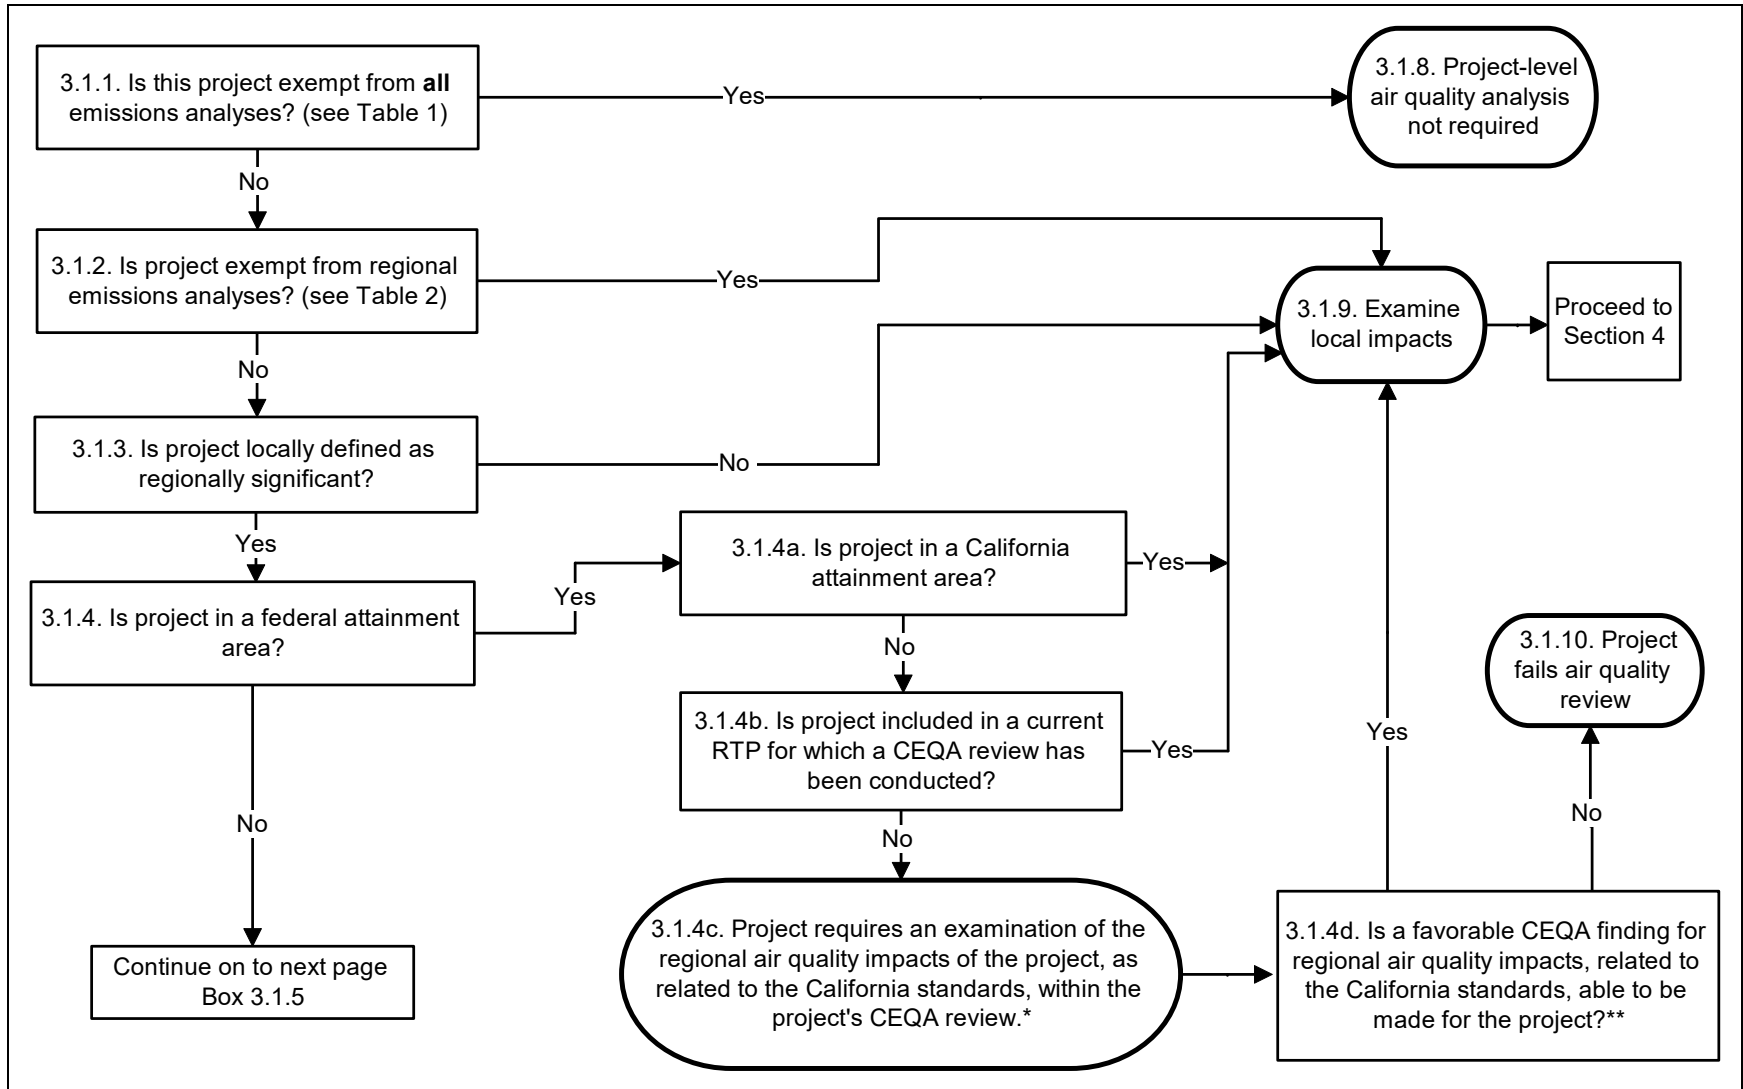 3.1.1. Is this project exempt from all
emissions analyses? (see Table 1)
Yes
3.1.8. Project-level
air quality analysis
not required
No
3.1.2. Is project exempt from regional
emissions analyses? (see Table 2)
Yes
3.1.9. Examine
local impacts
Proceed to
Section 4
No
3.1.3. Is project locally defined as
regionally significant?
No
Yes
3.1.4. Is project in a federal attainment
area?
Yes
3.1.4a. Is project in a California
attainment area?
Yes
No
3.1.4b. Is project included in a current
RTP for which a CEQA review has
been conducted?
Yes
No
3.1.4c. Project requires an examination of the
regional air quality impacts of the project, as
related to the California standards, within the
project's CEQA review.*
3.1.4d. Is a favorable CEQA finding for
regional air quality impacts, related to
the California standards, able to be
made for the project?**
Yes
No
3.1.10. Project
fails air quality
review
No
Continue on to next page
Box 3.1.5